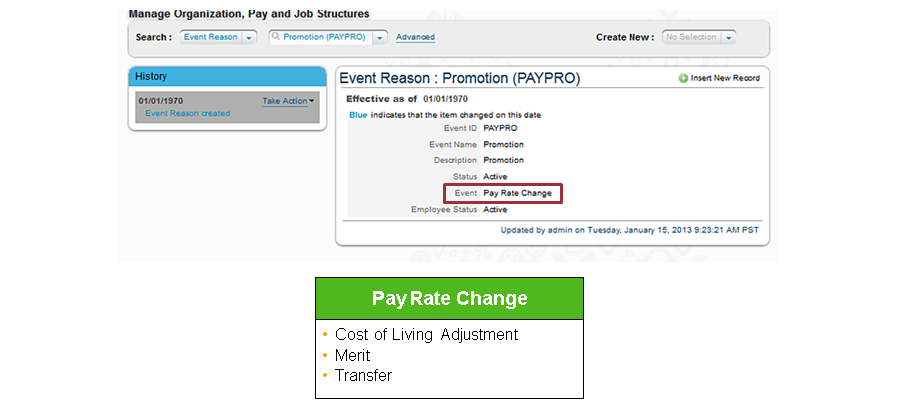 Manage Organization, Pay and Job Structures
Search : Event Reason Promotion (PAYPRO) Advanced Create New : No Selection
History
01/01/1970 Take Action
Event Reason created
Event Reason : Promotion (PAYPRO) Insert New Record
Effective as of 01/01/1970
Blue indicates that the item changed on this date
Event ID PAYPRO
Event Name Promotion
Description Promotion
Status Active
Event Pay Rate Change
Employee Status Active
Updated by admin on Tuesday, January 15, 2013 9:23:21 AM PST
Pay Rate Change
• Cost of Living Adjustment
• Merit
• Transfer